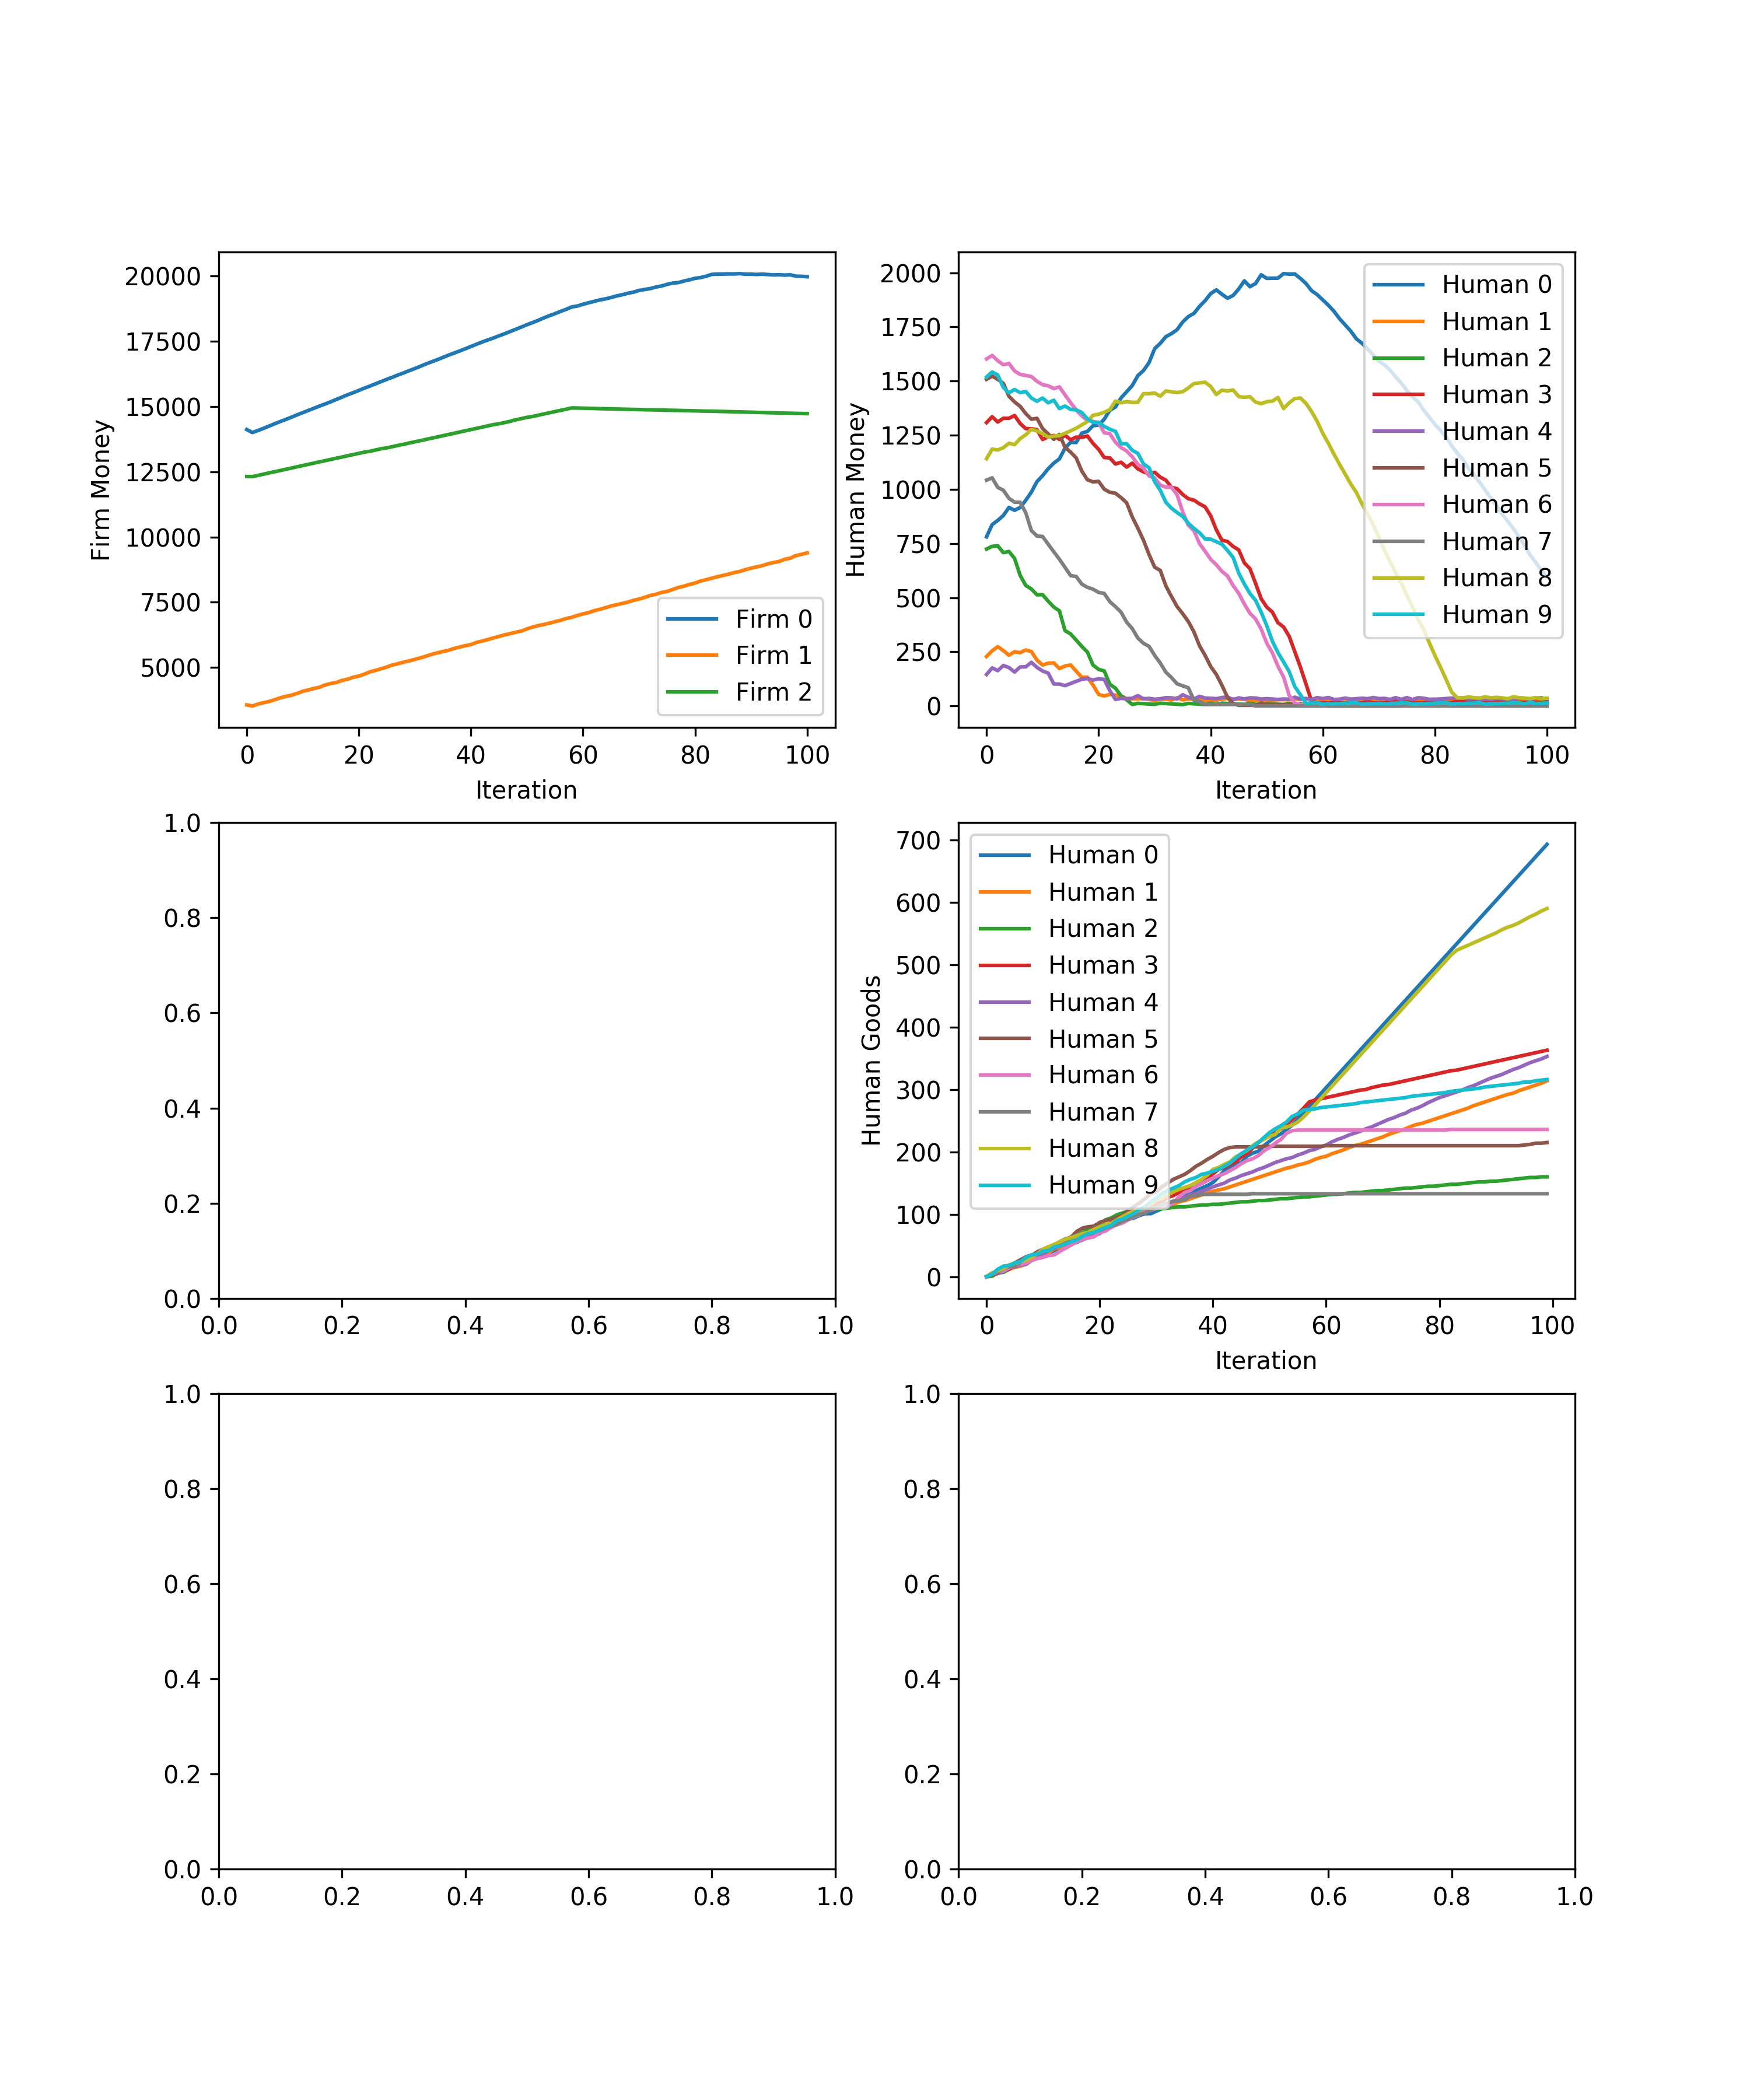 Firm Money
20000
17500
15000
12500
10000
7500
5000
Firm 0
Firm 1
Firm 2
0 20 40 60 80 100
Iteration
Human Money
2000
1750
1500
1250
1000
750
500
250
0
Human 0
Human 1
Human 2
Human 3
Human 4
Human 5
Human 6
Human 7
Human 8
Human 9
0 20 40 60 80 100
Iteration
1.0
0.8
0.6
0.4
0.2
0.0
0.0 0.2 0.4 0.6 0.8 1.0
Human Goods
700
600
500
400
300
200
100
0
Human 0
Human 1
Human 2
Human 3
Human 4
Human 5
Human 6
Human 7
Human 8
Human 9
0 20 40 60 80 100
Iteration
1.0
0.8
0.6
0.4
0.2
0.0
0.0 0.2 0.4 0.6 0.8 1.0
1.0
0.8
0.6
0.4
0.2
0.0
0.0 0.2 0.4 0.6 0.8 1.0